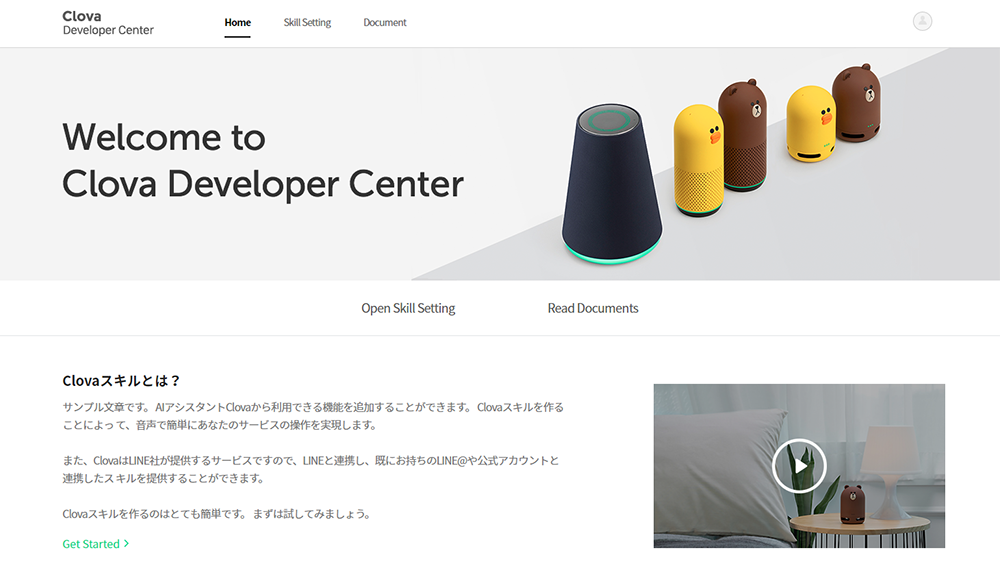 Clova
Developer Center
Home
Skill Setting
Document
Welcome to
Clova Developer Center
Open Skill Setting
Read Documents
Clovaスキルとは？
サンプル文章です。 AIアシスタントClovaから利用できる機能を追加することができます。 Clovaスキルを作る
ことによって、音声で簡単にあなたのサービスの操作を実現します。
また、ClovaはLINE社が提供するサービスですので、LINEと連携し、既にお持ちのLINE@や公式アカウントと
連携したスキルを提供することができます。
Clovaスキルを作るのはとても簡単です。 まずは試してみましょう。
Get Started >